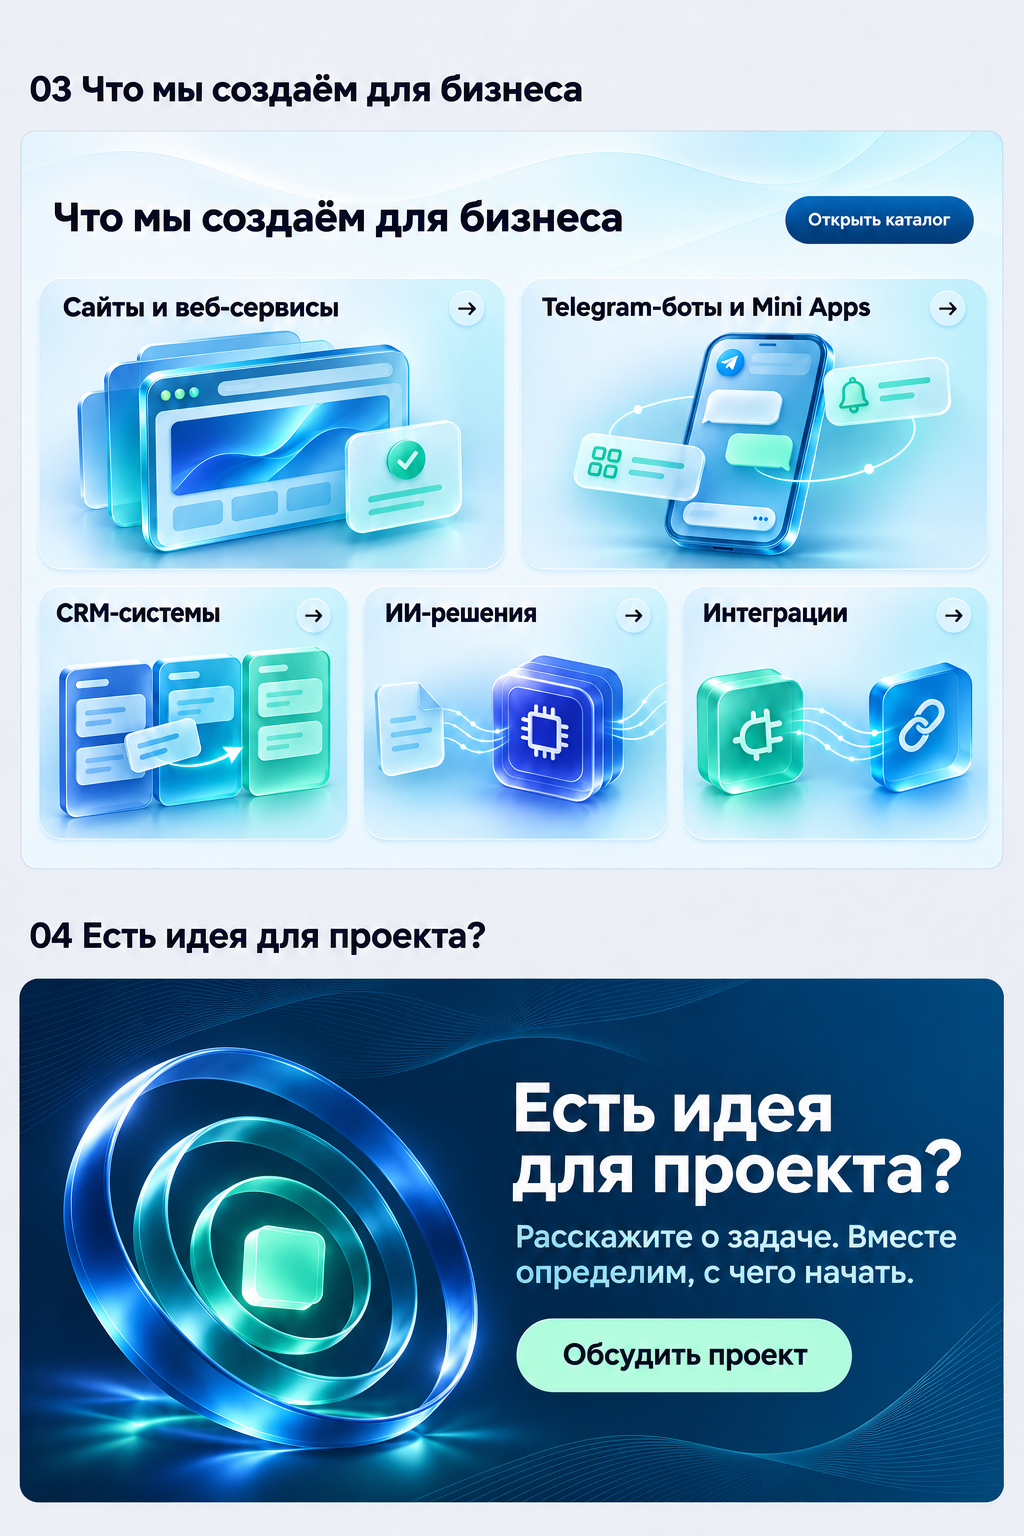 03 Что мы создаём для бизнеса
Что мы создаём для бизнеса
Открыть каталог
Сайты и веб-сервисы
Telegram-боты и Mini Apps
CRM-системы
ИИ-решения
Интеграции
04 Есть идея для проекта?
Есть идея
для проекта?
Расскажите о задаче. Вместе
определим, с чего начать.
Обсудить проект